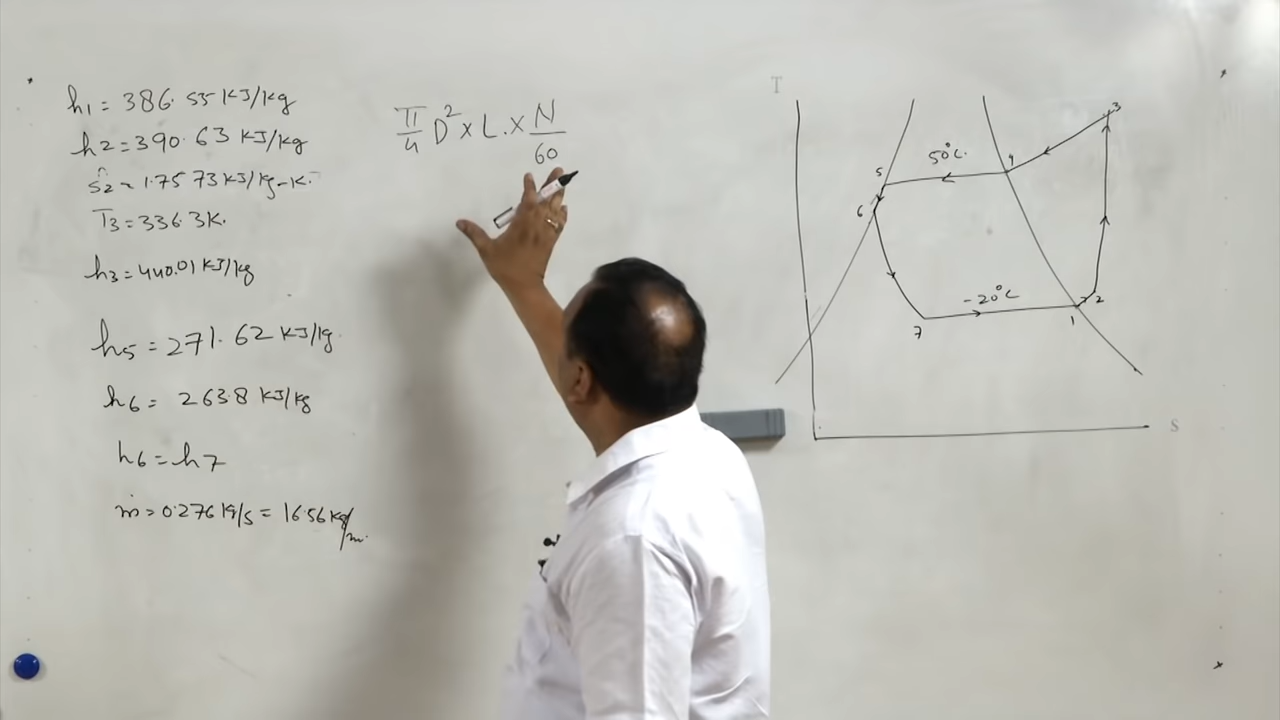 h1 = 386.55 KJ/kg
h2 = 390.63 KJ/kg
s2 = 1.7573 KJ/kg-K.
T3 = 336.3K.
h3 = 440.01 KJ/kg
h5 = 271.62 KJ/kg.
h6 = 263.8 KJ/kg
h6 = h7
ṁ = 0.276 kg/s = 16.56 kg/m.
π/4 D² × L. × N/60
T
3
50°C.
4
5
6
-20°C
2
1
7
S